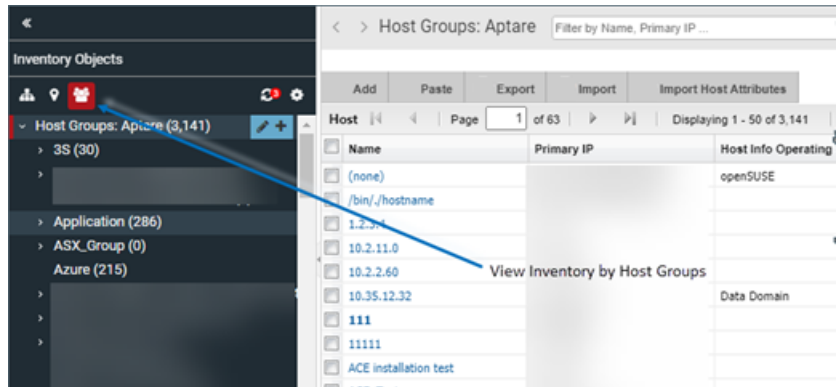 Inventory Objects
3
Host Groups: Aptare (3,141)
3S (30)
Application (286)
ASX_Group (0)
Azure (215)
Host Groups: Aptare
Filter by Name, Primary IP ...
Add Paste Export Import Import Host Attributes
Host Page 1 of 63 Displaying 1 - 50 of 3,141
Name Primary IP Host Info Operating
(none) openSUSE
/bin/./hostname
10.2.11.0
10.2.2.60
View Inventory by Host Groups
10.35.12.32 Data Domain
111
11111
ACE installation test